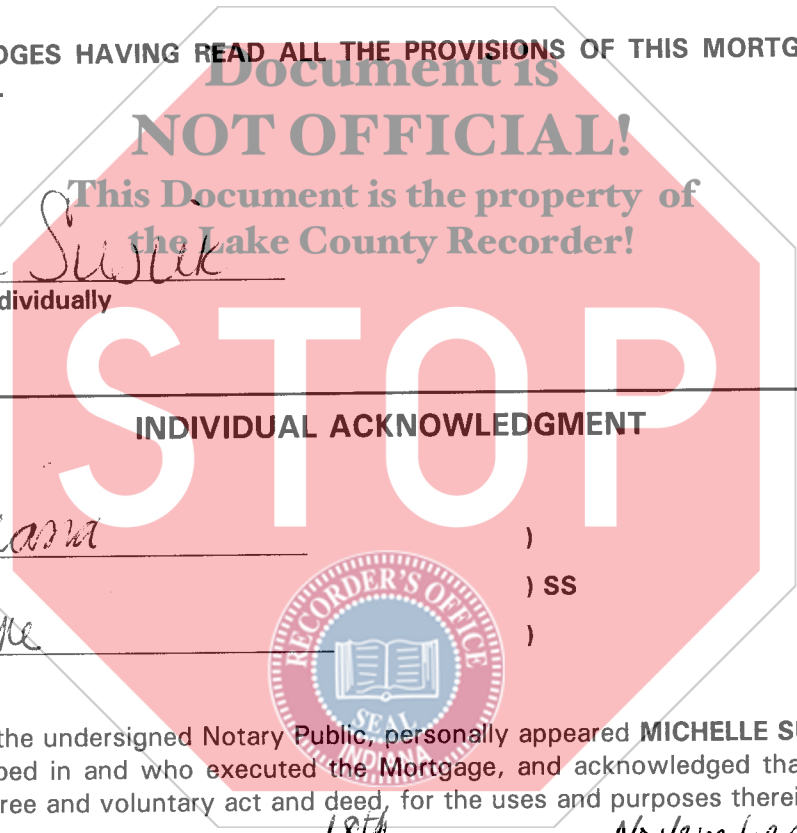 DGES HAVING READ ALL THE PROVISIONS OF THIS MORTG
Document is
NOT OFFICIAL!
This Document is the property of
the Lake County Recorder!
Suwik
dividually
STOP
INDIVIDUAL ACKNOWLEDGMENT
iana )
) SS
)
RECORDER'S OFFICE
SEAL
INDIANA
the undersigned Notary Public, personally appeared MICHELLE S
bed in and who executed the Mortgage, and acknowledged tha
ree and voluntary act and deed, for the uses and purposes therei
18th